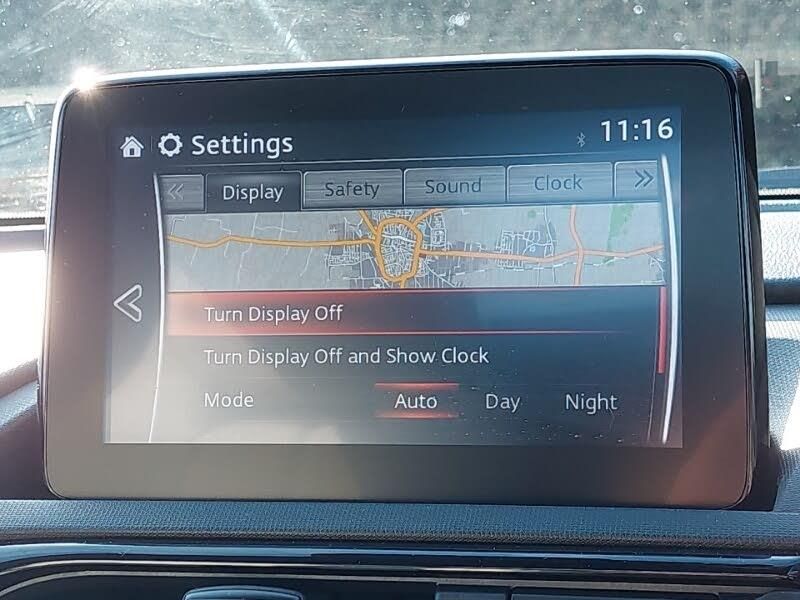 Settings 11:16
« Display Safety Sound Clock »
Turn Display Off
Turn Display Off and Show Clock
Mode Auto Day Night